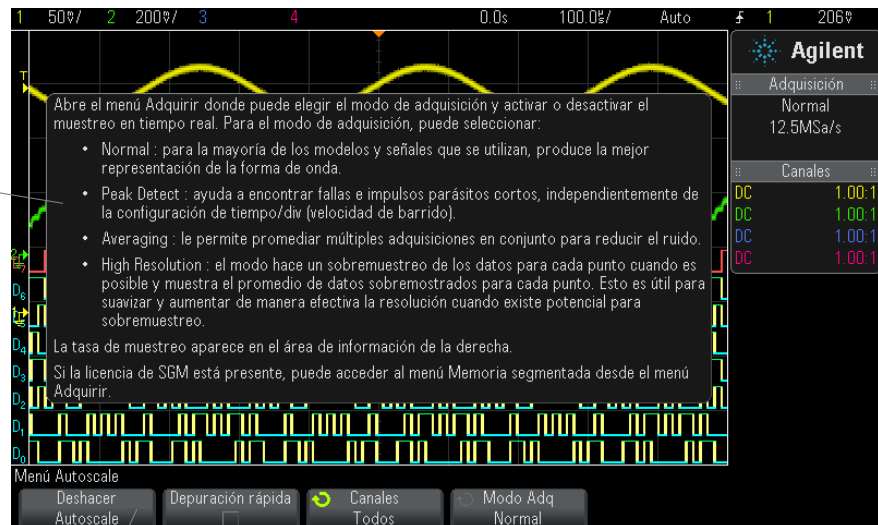 1 50V/ 2 200V/ 3 4 0.0s 100.0s/ Auto 1 206V
Agilent
Adquisición
Normal
12.5MSa/s
Canales
DC 1.00:1
DC 1.00:1
DC 1.00:1
DC 1.00:1
T
Abre el menú Adquirir donde puede elegir el modo de adquisición y activar o desactivar el
muestreo en tiempo real. Para el modo de adquisición, puede seleccionar:
• Normal : para la mayoría de los modelos y señales que se utilizan, produce la mejor
representación de la forma de onda.
• Peak Detect : ayuda a encontrar fallas e impulsos parásitos cortos, independientemente de
la configuración de tiempo/div (velocidad de barrido).
• Averaging : le permite promediar múltiples adquisiciones en conjunto para reducir el ruido.
• High Resolution : el modo hace un sobremuestreo de los datos para cada punto cuando es
posible y muestra el promedio de datos sobremostrados para cada punto. Esto es útil para
suavizar y aumentar de manera efectiva la resolución cuando existe potencial para
sobremuestreo.
La tasa de muestreo aparece en el área de información de la derecha.
Si la licencia de SGM está presente, puede acceder al menú Memoria segmentada desde el menú
Adquirir.
D6
D4
D3
D2
D1
D0
Menú Autoscale
Deshacer
Autoscale
Depuración rápida
Canales
Todos
Modo Adq
Normal